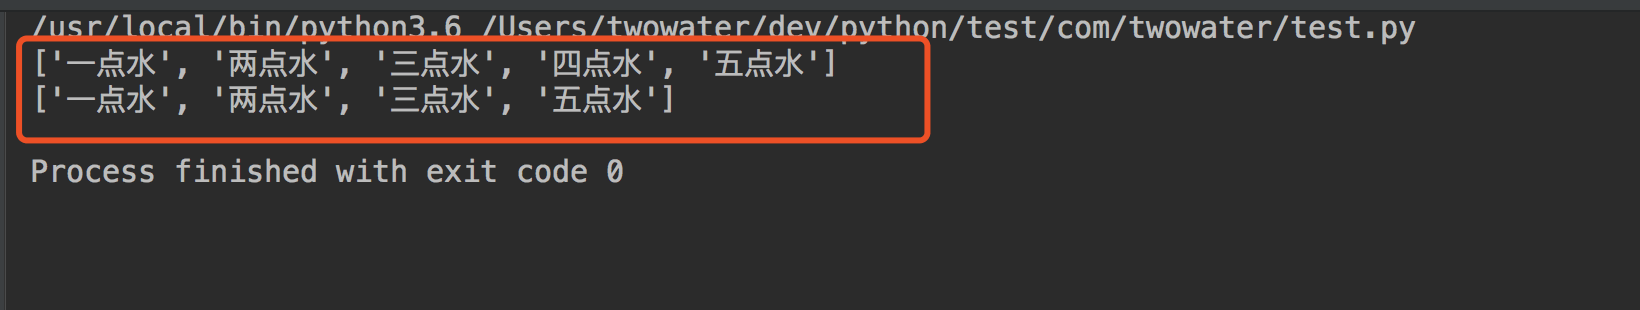 /usr/local/bin/python3.6 /Users/twowater/dev/python/test/com/twowater/test.py
['一点水', '两点水', '三点水', '四点水', '五点水']
['一点水', '两点水', '三点水', '五点水']
Process finished with exit code 0